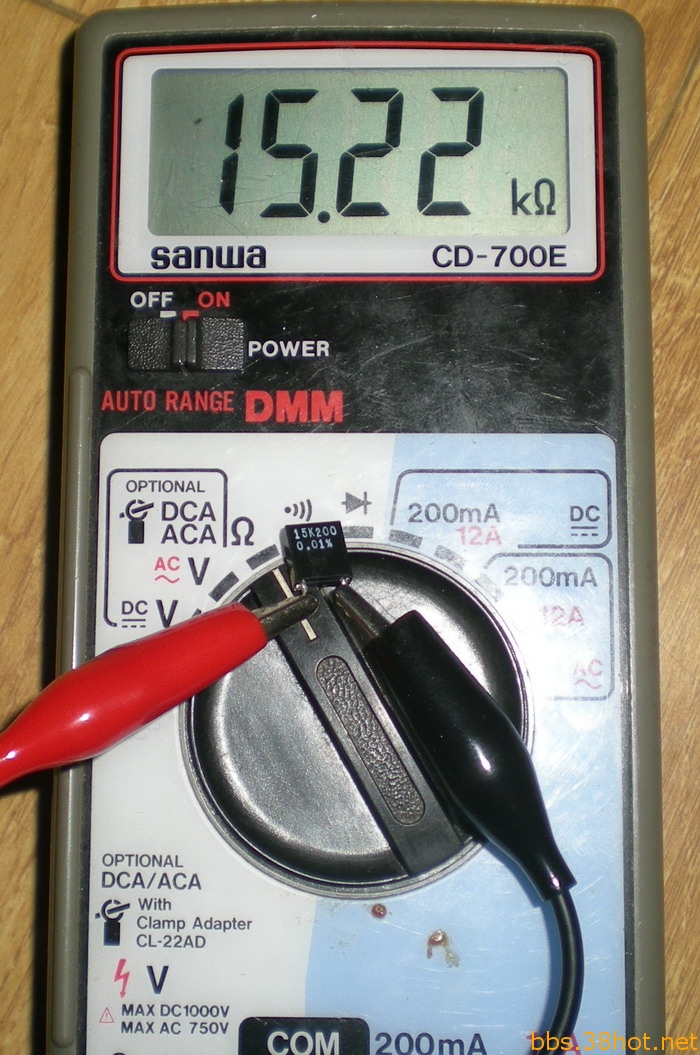 15.22 kΩ
sanwa CD-700E
OFF ON
POWER
AUTO RANGE DMM
OPTIONAL
DCA
ACA
Ω
AC V
DC V
15K200
0.01%
200mA
12A
DC
200mA
12A
AC
OPTIONAL
DCA/ACA
With
Clamp Adapter
CL-22AD
V
MAX DC1000V
MAX AC 750V
COM
200mA
bbs.38hot.net